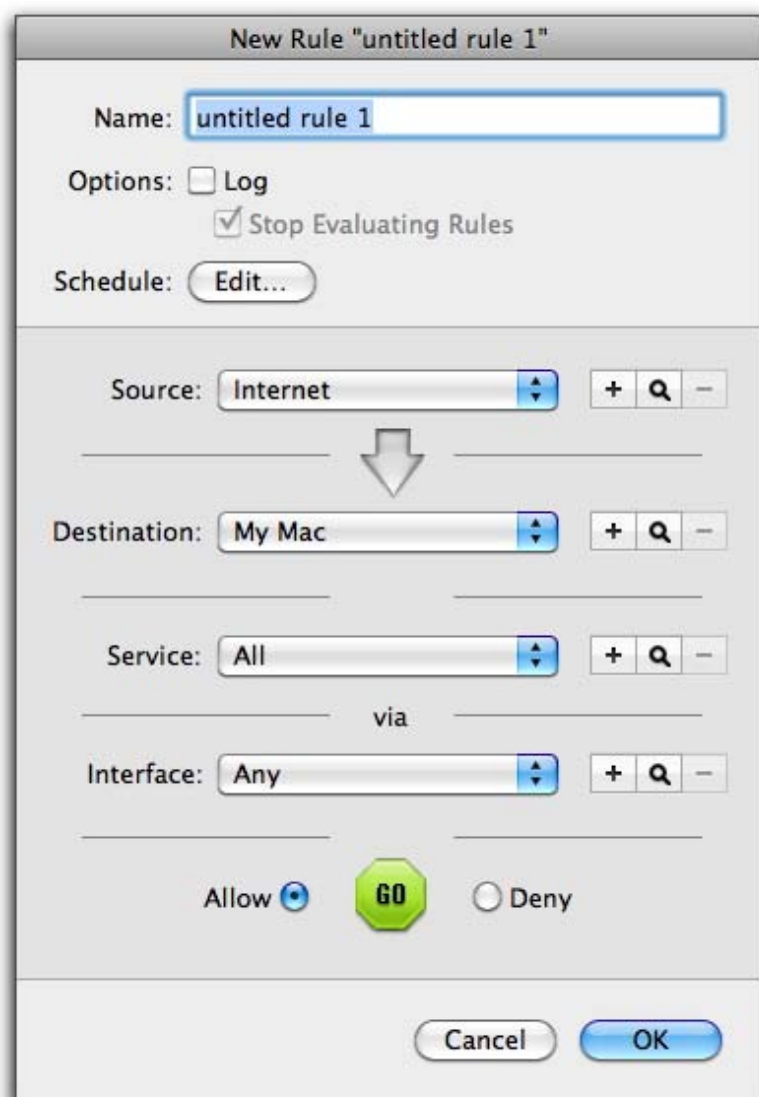 New Rule "untitled rule 1"
Name: untitled rule 1
Options: Log
Stop Evaluating Rules
Schedule: Edit...
Source: Internet
Destination: My Mac
Service: All
via
Interface: Any
Allow GO Deny
Cancel OK